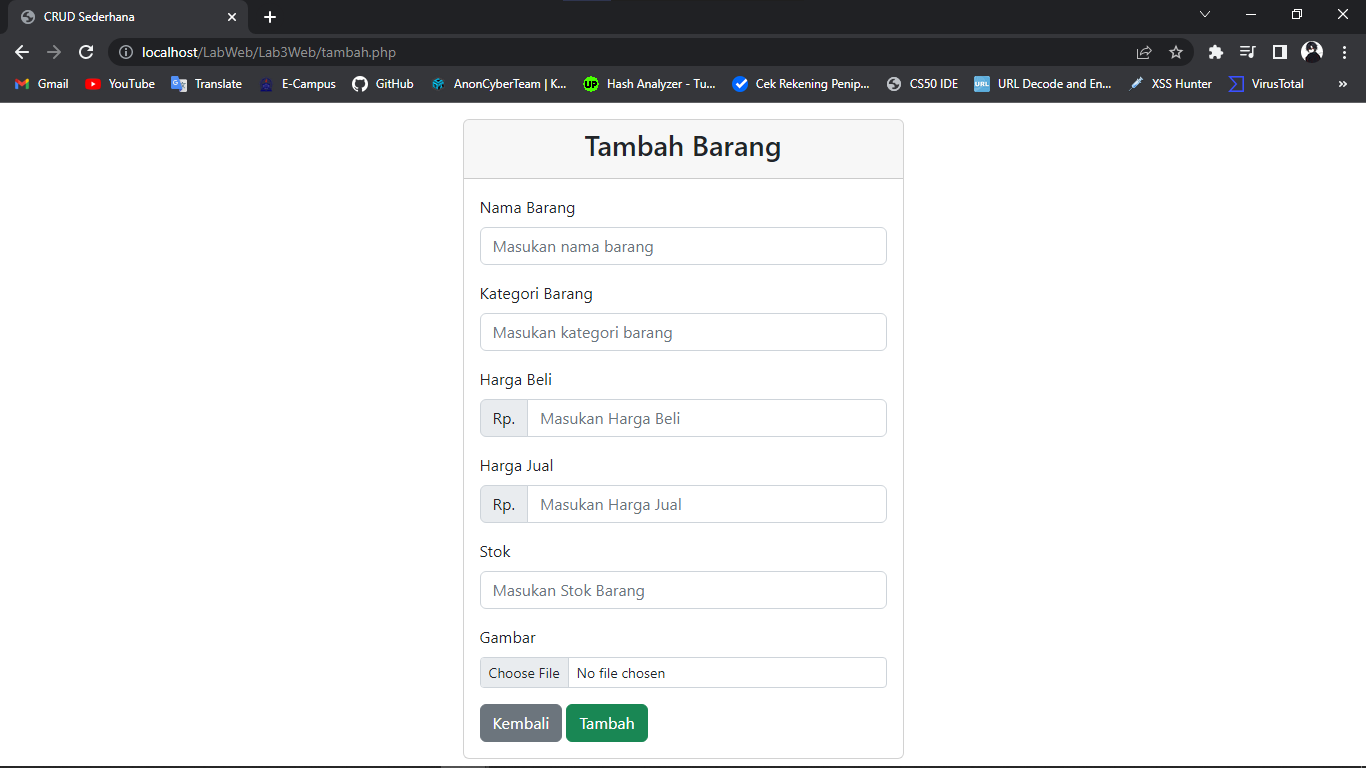 CRUD Sederhana
localhost/LabWeb/Lab3Web/tambah.php
Gmail YouTube Translate E-Campus GitHub AnonCyberTeam | K... Hash Analyzer - Tu... Cek Rekening Penip... CS50 IDE URL Decode and En... XSS Hunter VirusTotal »
Tambah Barang
Nama Barang
Masukan nama barang
Kategori Barang
Masukan kategori barang
Harga Beli
Rp. Masukan Harga Beli
Harga Jual
Rp. Masukan Harga Jual
Stok
Masukan Stok Barang
Gambar
Choose File No file chosen
Kembali Tambah